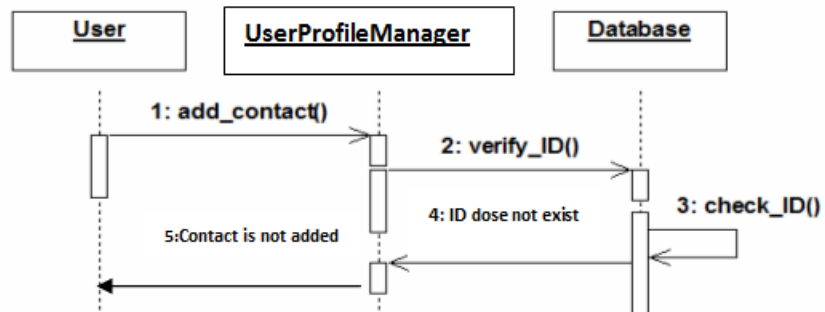 User
UserProfileManager
Database
1: add_contact()
2: verify_ID()
3: check_ID()
4: ID dose not exist
5:Contact is not added